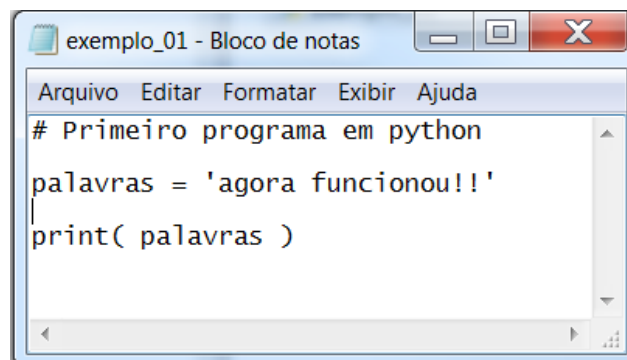 exemplo_01 - Bloco de notas
Arquivo Editar Formatar Exibir Ajuda
# Primeiro programa em python
palavras = 'agora funcionou!!'
print( palavras )